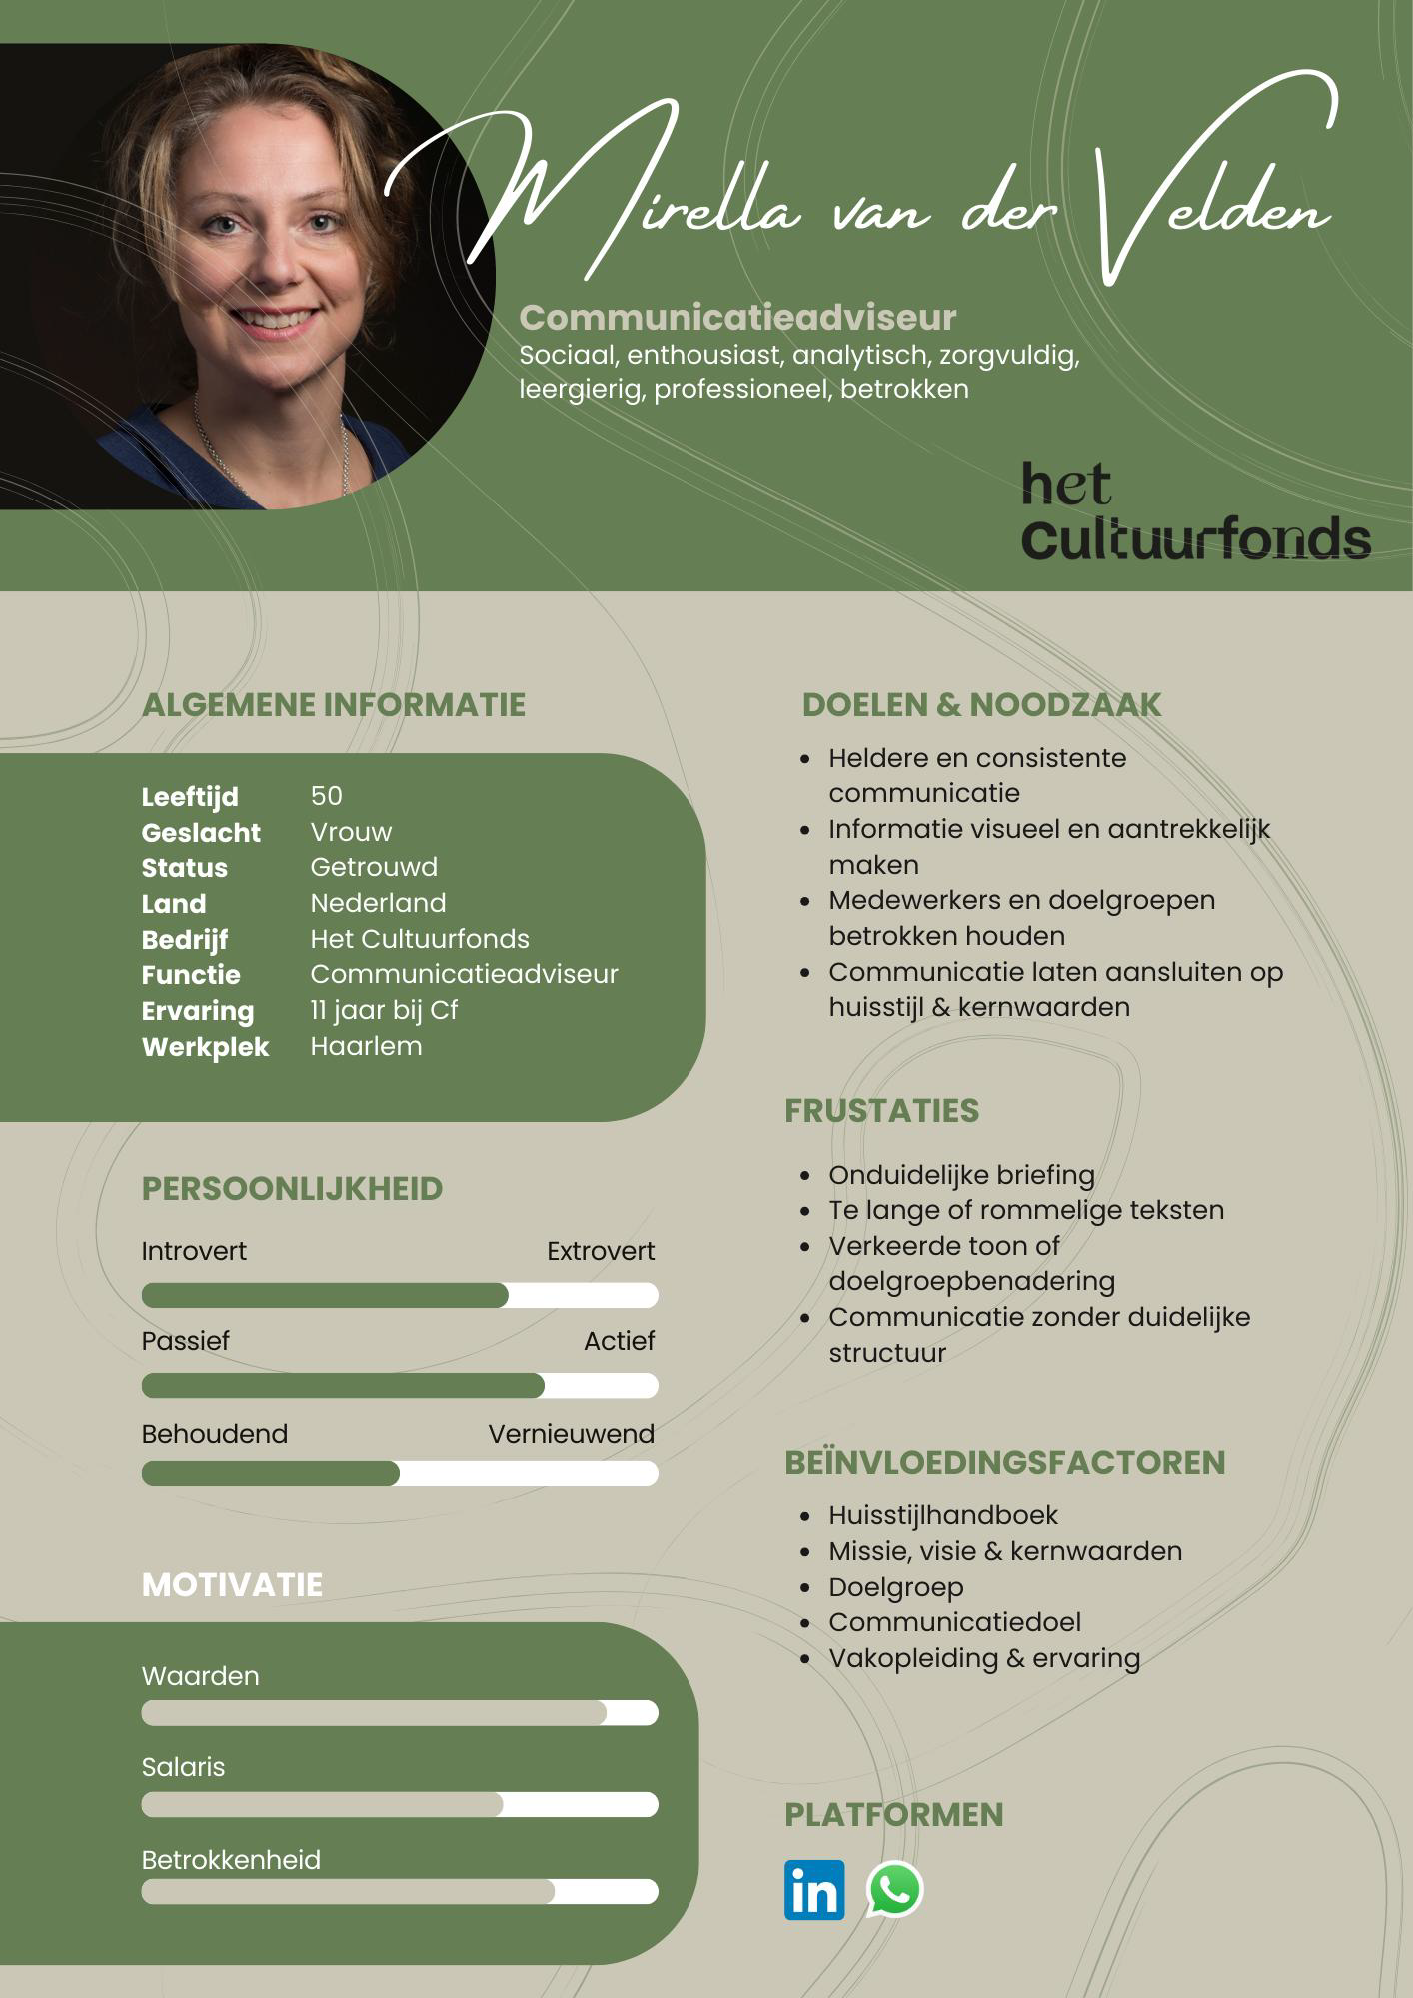 Mirella van der Velden
Communicatieadviseur
Sociaal, enthousiast, analytisch, zorgvuldig,
leergierig, professioneel, betrokken
het
cultuurfonds
ALGEMENE INFORMATIE
Leeftijd 50
Geslacht Vrouw
Status Getrouwd
Land Nederland
Bedrijf Het Cultuurfonds
Functie Communicatieadviseur
Ervaring 11 jaar bij Cf
Werkplek Haarlem
PERSOONLIJKHEID
Introvert Extrovert
Passief Actief
Behoudend Vernieuwend
MOTIVATIE
Waarden
Salaris
Betrokkenheid
DOELEN & NOODZAAK
• Heldere en consistente
communicatie
• Informatie visueel en aantrekkelijk
maken
• Medewerkers en doelgroepen
betrokken houden
• Communicatie laten aansluiten op
huisstijl & kernwaarden
FRUSTATIES
• Onduidelijke briefing
• Te lange of rommelige teksten
• Verkeerde toon of
doelgroepbenadering
• Communicatie zonder duidelijke
structuur
BEÏNVLOEDINGSFACTOREN
• Huisstijlhandboek
• Missie, visie & kernwaarden
• Doelgroep
• Communicatiedoel
• Vakopleiding & ervaring
PLATFORMEN
in